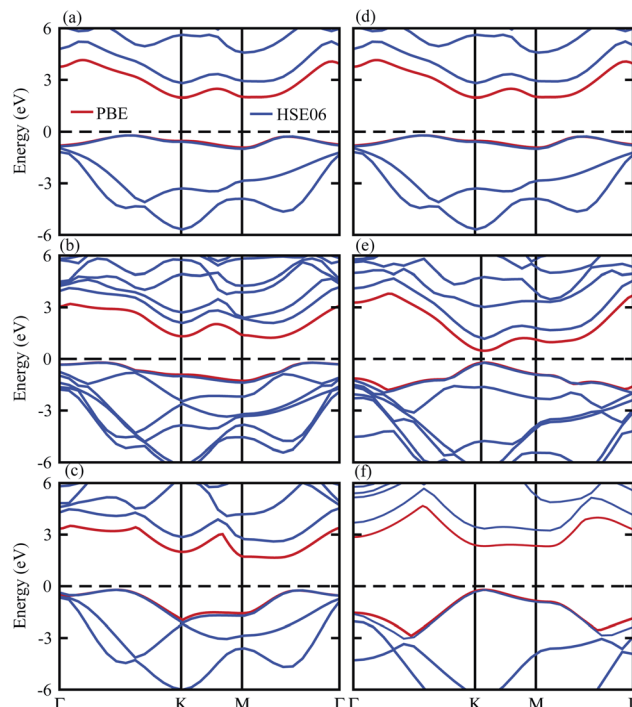 (a)
(d)
6
3
0
-3
-6
Energy (eV)
PBE
HSE06
(b)
(e)
6
3
0
-3
-6
Energy (eV)
(c)
(f)
6
3
0
-3
-6
Energy (eV)
Γ K M Γ Γ K M Γ